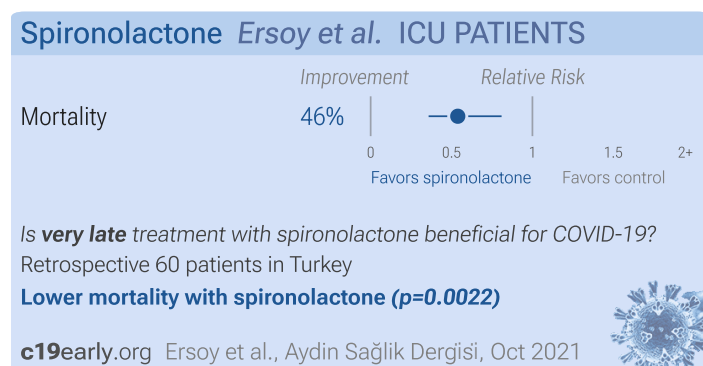 Spironolactone Ersoy et al. ICU PATIENTS
Improvement Relative Risk
Mortality 46%
0 0.5 1 1.5 2+
Favors spironolactone Favors control
Is very late treatment with spironolactone beneficial for COVID-19?
Retrospective 60 patients in Turkey
Lower mortality with spironolactone (p=0.0022)
c19early.org Ersoy et al., Aydin Sağlik Dergisi, Oct 2021